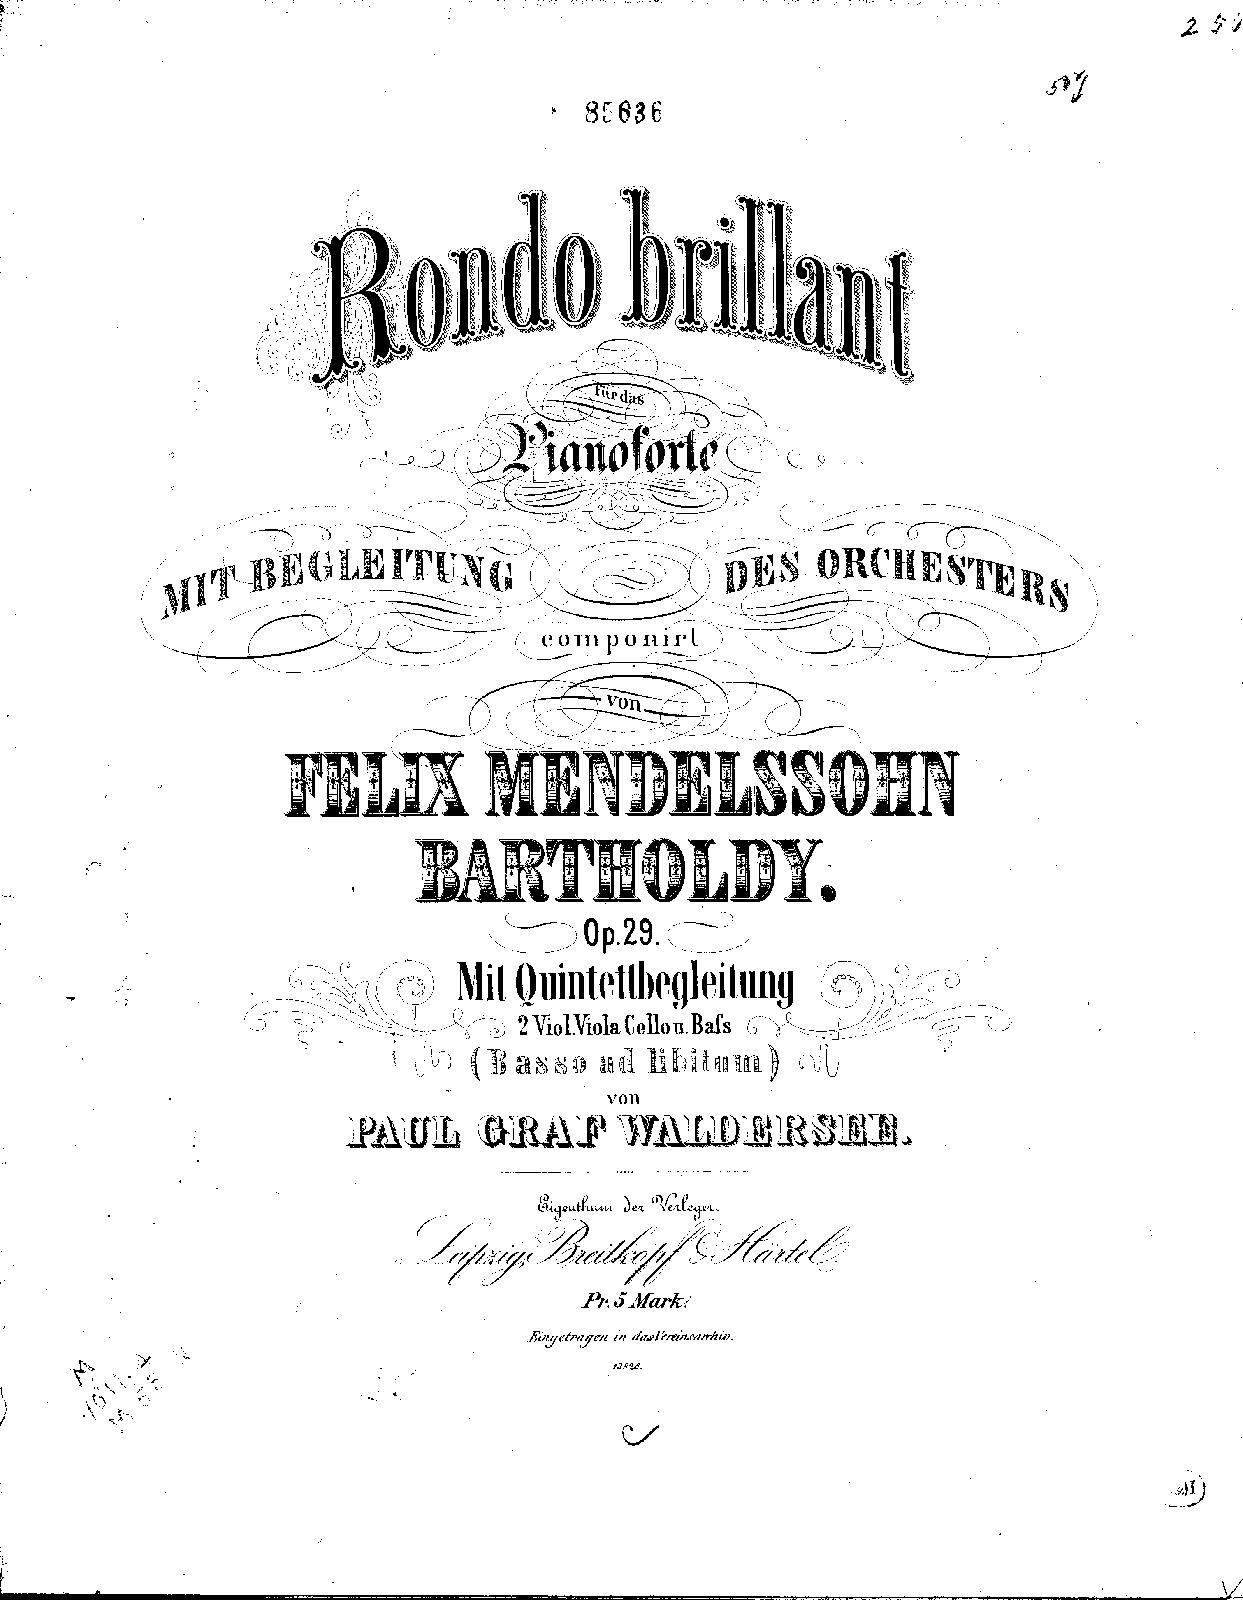 85636
Rondo brillant
für das
Pianoforte
MIT BEGLEITUNG DES ORCHESTERS
componirt
von
FELIX MENDELSSOHN
BARTHOLDY.
Op. 29.
Mit Quintettbegleitung
2 Viol. Viola Cello u. Bass
(Basso ad libitum)
von
PAUL GRAF WALDERSEE.
Eigenthum der Verleger.
Leipzig, Breitkopf & Härtel
Pr. 5 Mark.
Eingetragen in das Vereinsarchiv.